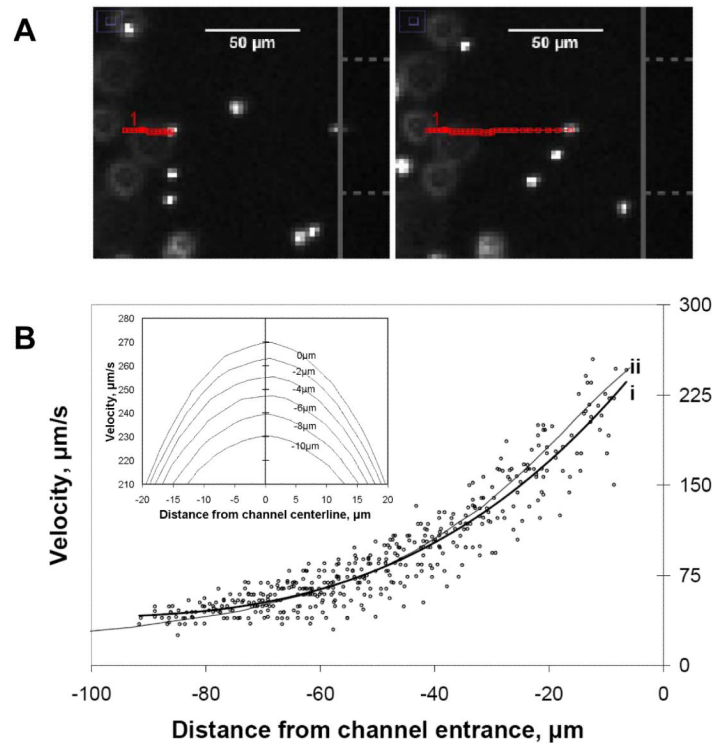 A
50 µm
50 µm
1
1
B
Velocity, µm/s
Distance from channel entrance, µm
300
225
150
75
0
-100
-80
-60
-40
-20
0
ii
i
Velocity, µm/s
Distance from channel centerline, µm
280
270
260
250
240
230
220
210
-20
-15
-10
-5
0
5
10
15
20
0µm
-2µm
-4µm
-6µm
-8µm
-10µm